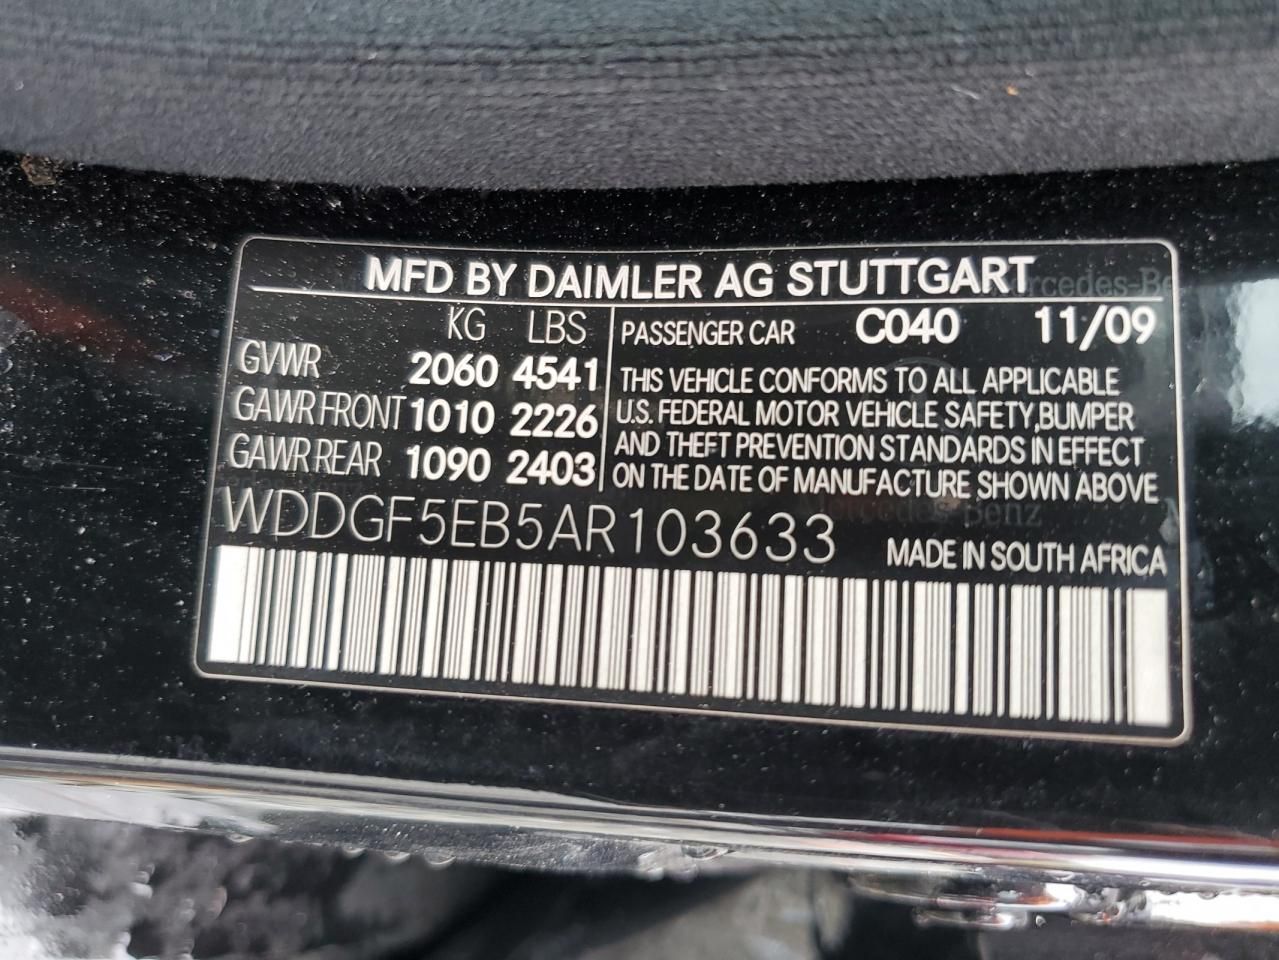 MFD BY DAIMLER AG STUTTGART
KG LBS
GVWR 2060 4541
GAWR FRONT 1010 2226
GAWR REAR 1090 2403
PASSENGER CAR C040 11/09
THIS VEHICLE CONFORMS TO ALL APPLICABLE
U.S. FEDERAL MOTOR VEHICLE SAFETY,BUMPER
AND THEFT PREVENTION STANDARDS IN EFFECT
ON THE DATE OF MANUFACTURE SHOWN ABOVE
WDDGF5EB5AR103633
MADE IN SOUTH AFRICA
Mercedes-Benz